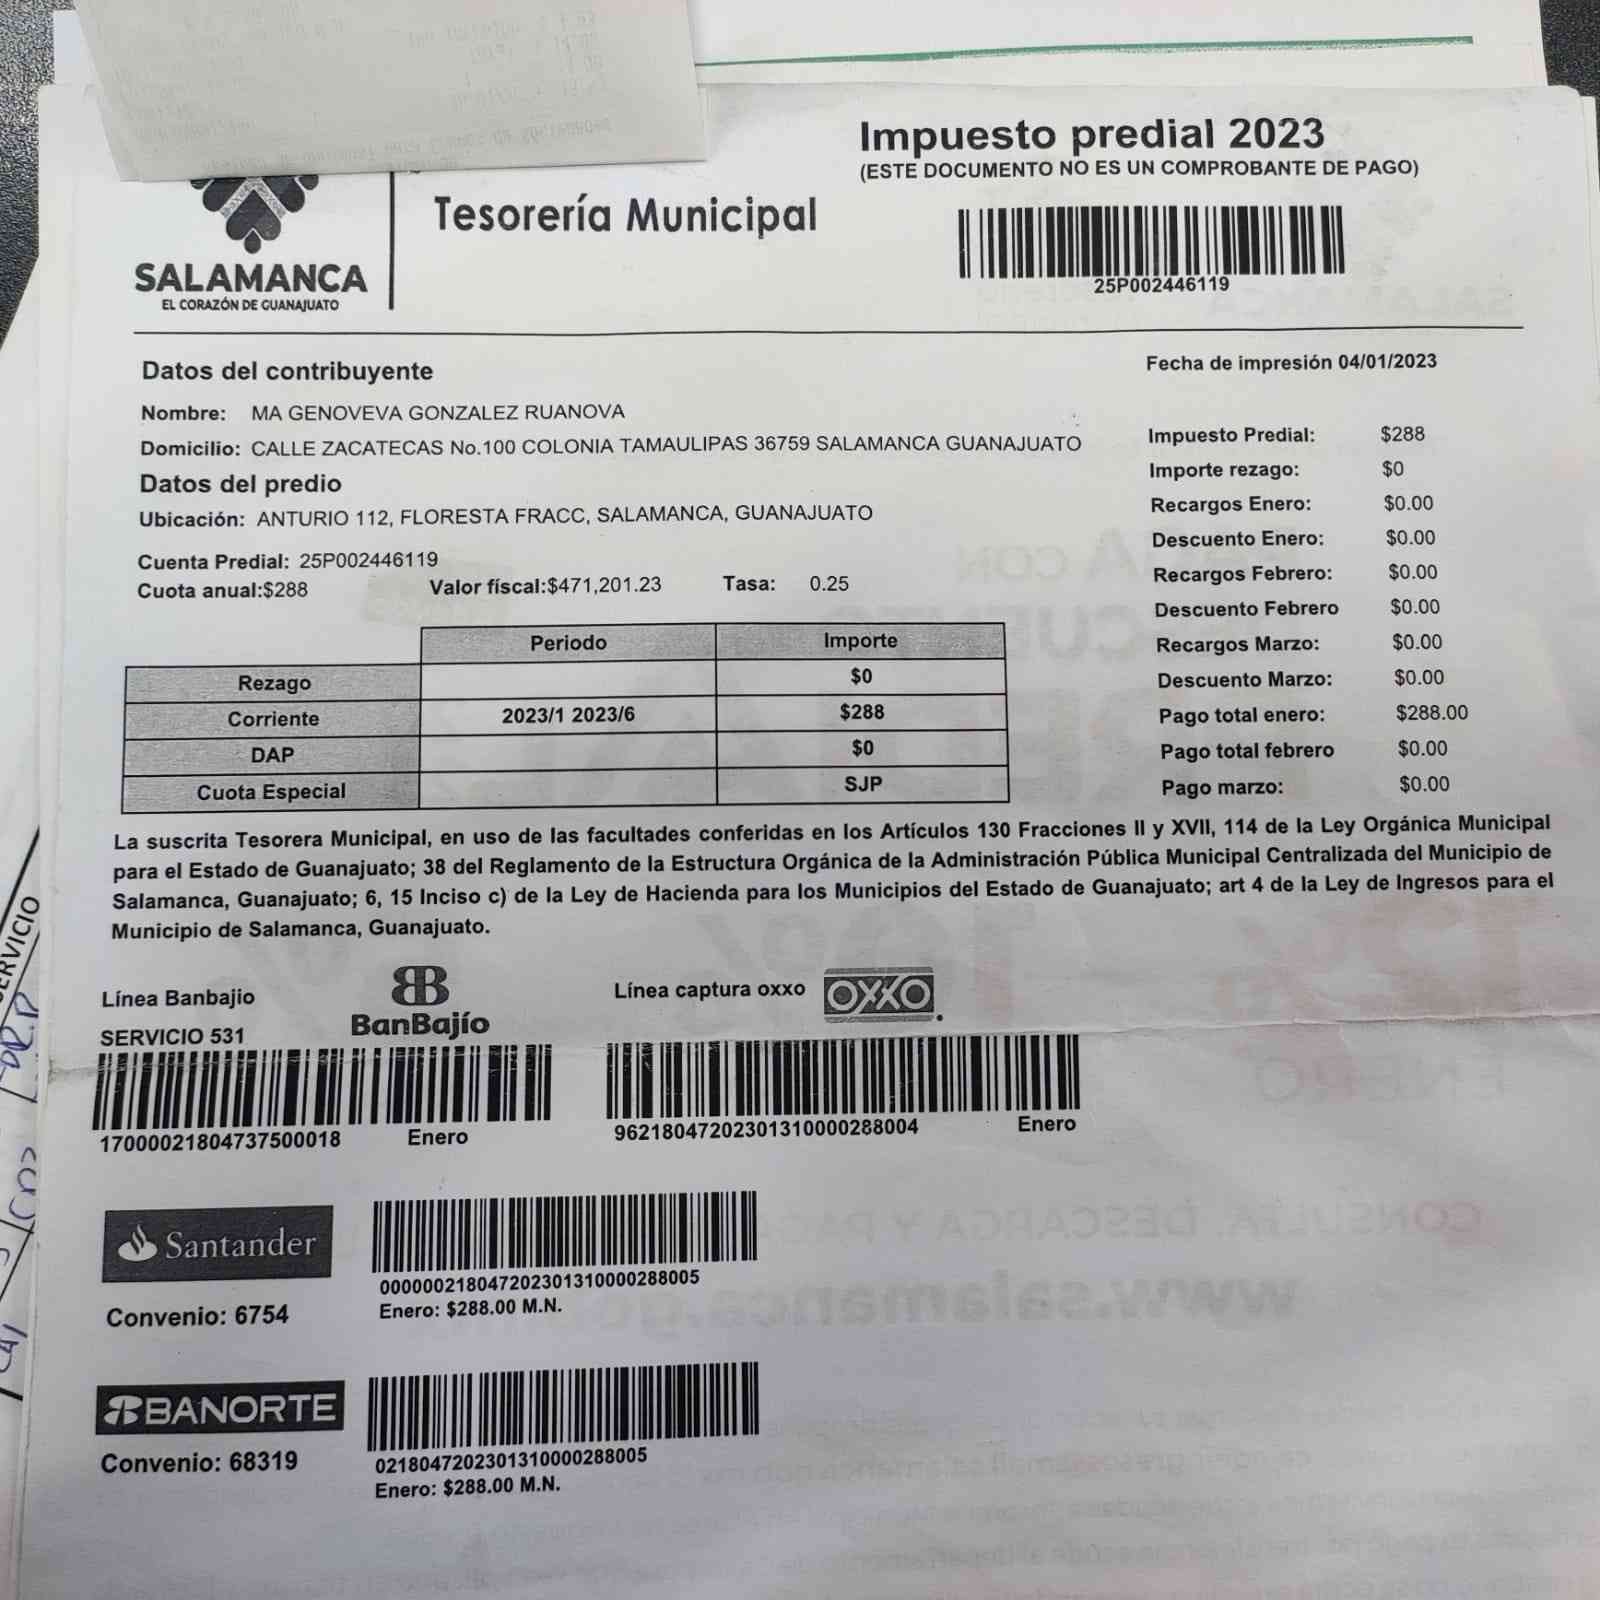 Impuesto predial 2023
(ESTE DOCUMENTO NO ES UN COMPROBANTE DE PAGO)
Tesorería Municipal
SALAMANCA
EL CORAZÓN DE GUANAJUATO
25P002446119
Fecha de impresión 04/01/2023
Datos del contribuyente
Nombre: MA GENOVEVA GONZALEZ RUANOVA
Domicilio: CALLE ZACATECAS No.100 COLONIA TAMAULIPAS 36759 SALAMANCA GUANAJUATO
Datos del predio
Ubicación: ANTURIO 112, FLORESTA FRACC, SALAMANCA, GUANAJUATO
Cuenta Predial: 25P002446119
Cuota anual:$288 Valor físcal:$471,201.23 Tasa: 0.25
Impuesto Predial: $288
Importe rezago: $0
Recargos Enero: $0.00
Descuento Enero: $0.00
Recargos Febrero: $0.00
Descuento Febrero $0.00
Recargos Marzo: $0.00
Descuento Marzo: $0.00
Pago total enero: $288.00
Pago total febrero $0.00
Pago marzo: $0.00
Periodo Importe
Rezago $0
Corriente 2023/1 2023/6 $288
DAP $0
Cuota Especial SJP
La suscrita Tesorera Municipal, en uso de las facultades conferidas en los Artículos 130 Fracciones II y XVII, 114 de la Ley Orgánica Municipal
para el Estado de Guanajuato; 38 del Reglamento de la Estructura Orgánica de la Administración Pública Municipal Centralizada del Municipio de
Salamanca, Guanajuato; 6, 15 Inciso c) de la Ley de Hacienda para los Municipios del Estado de Guanajuato; art 4 de la Ley de Ingresos para el
Municipio de Salamanca, Guanajuato.
Línea Banbajio
SERVICIO 531
BanBajío
Línea captura oxxo
OXXO
17000021804737500018 Enero
962180472023013100002880​04 Enero
Santander
Convenio: 6754
0000002180472023013100002880​05
Enero: $288.00 M.N.
BANORTE
Convenio: 68319
02180472023013100002880​05
Enero: $288.00 M.N.